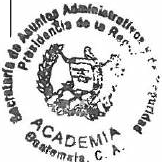 Secretaría de Asuntos Administrativos y
Presidencia de la Rep
ACADEMIA
Guatemala, C. A.